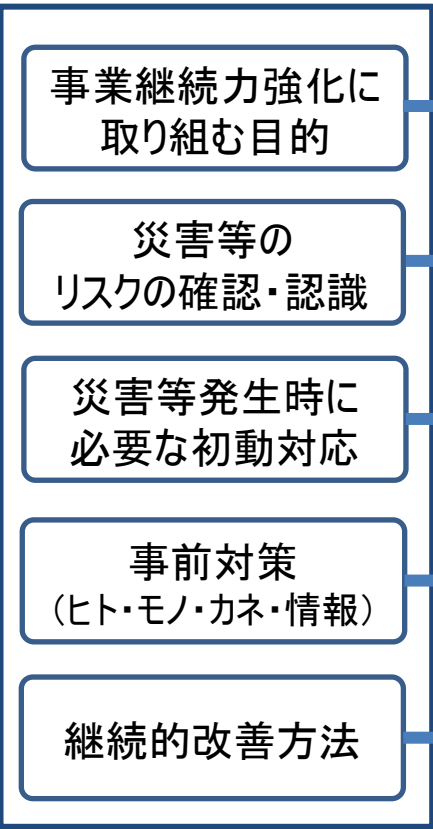 事業継続力強化に
取り組む目的
災害等の
リスクの確認・認識
災害等発生時に
必要な初動対応
事前対策
（ヒト・モノ・カネ・情報）
継続的改善方法